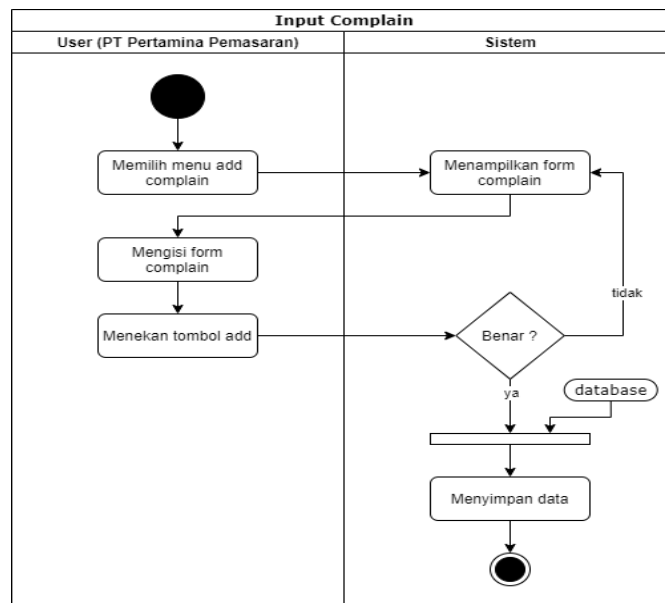 Input Complain
User (PT Pertamina Pemasaran)
Sistem
Memilih menu add
complain
Menampilkan form
complain
Mengisi form
complain
tidak
Menekan tombol add
Benar ?
ya
database
Menyimpan data